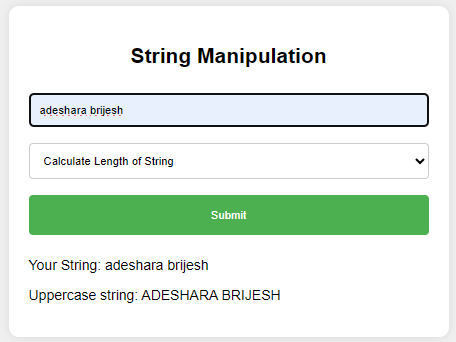 String Manipulation
adeshara brijesh
Calculate Length of String
Submit
Your String: adeshara brijesh
Uppercase string: ADESHARA BRIJESH